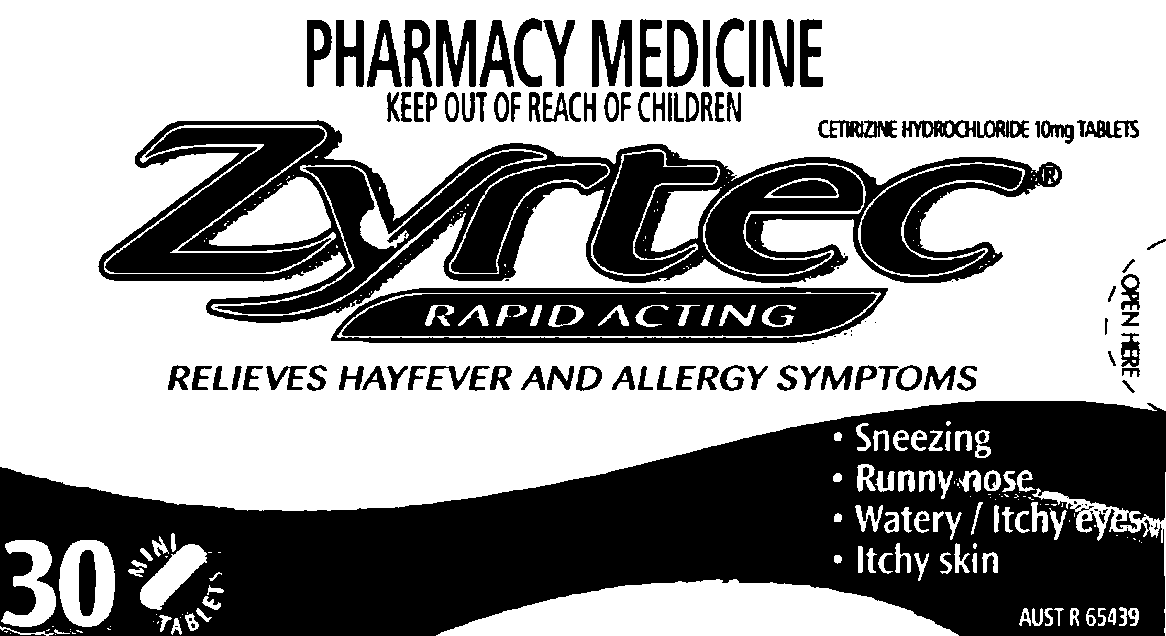 PHARMACY MEDICINE
KEEP OUT OF REACH OF CHILDREN
CETIRIZINE HYDROCHLORIDE 10mg TABLETS
Zyrtec®
RAPID ACTING
OPEN HERE
RELIEVES HAYFEVER AND ALLERGY SYMPTOMS
• Sneezing
• Runny nose
• Watery / Itchy eyes
• Itchy skin
30 MINI TABLETS
AUST R 65439